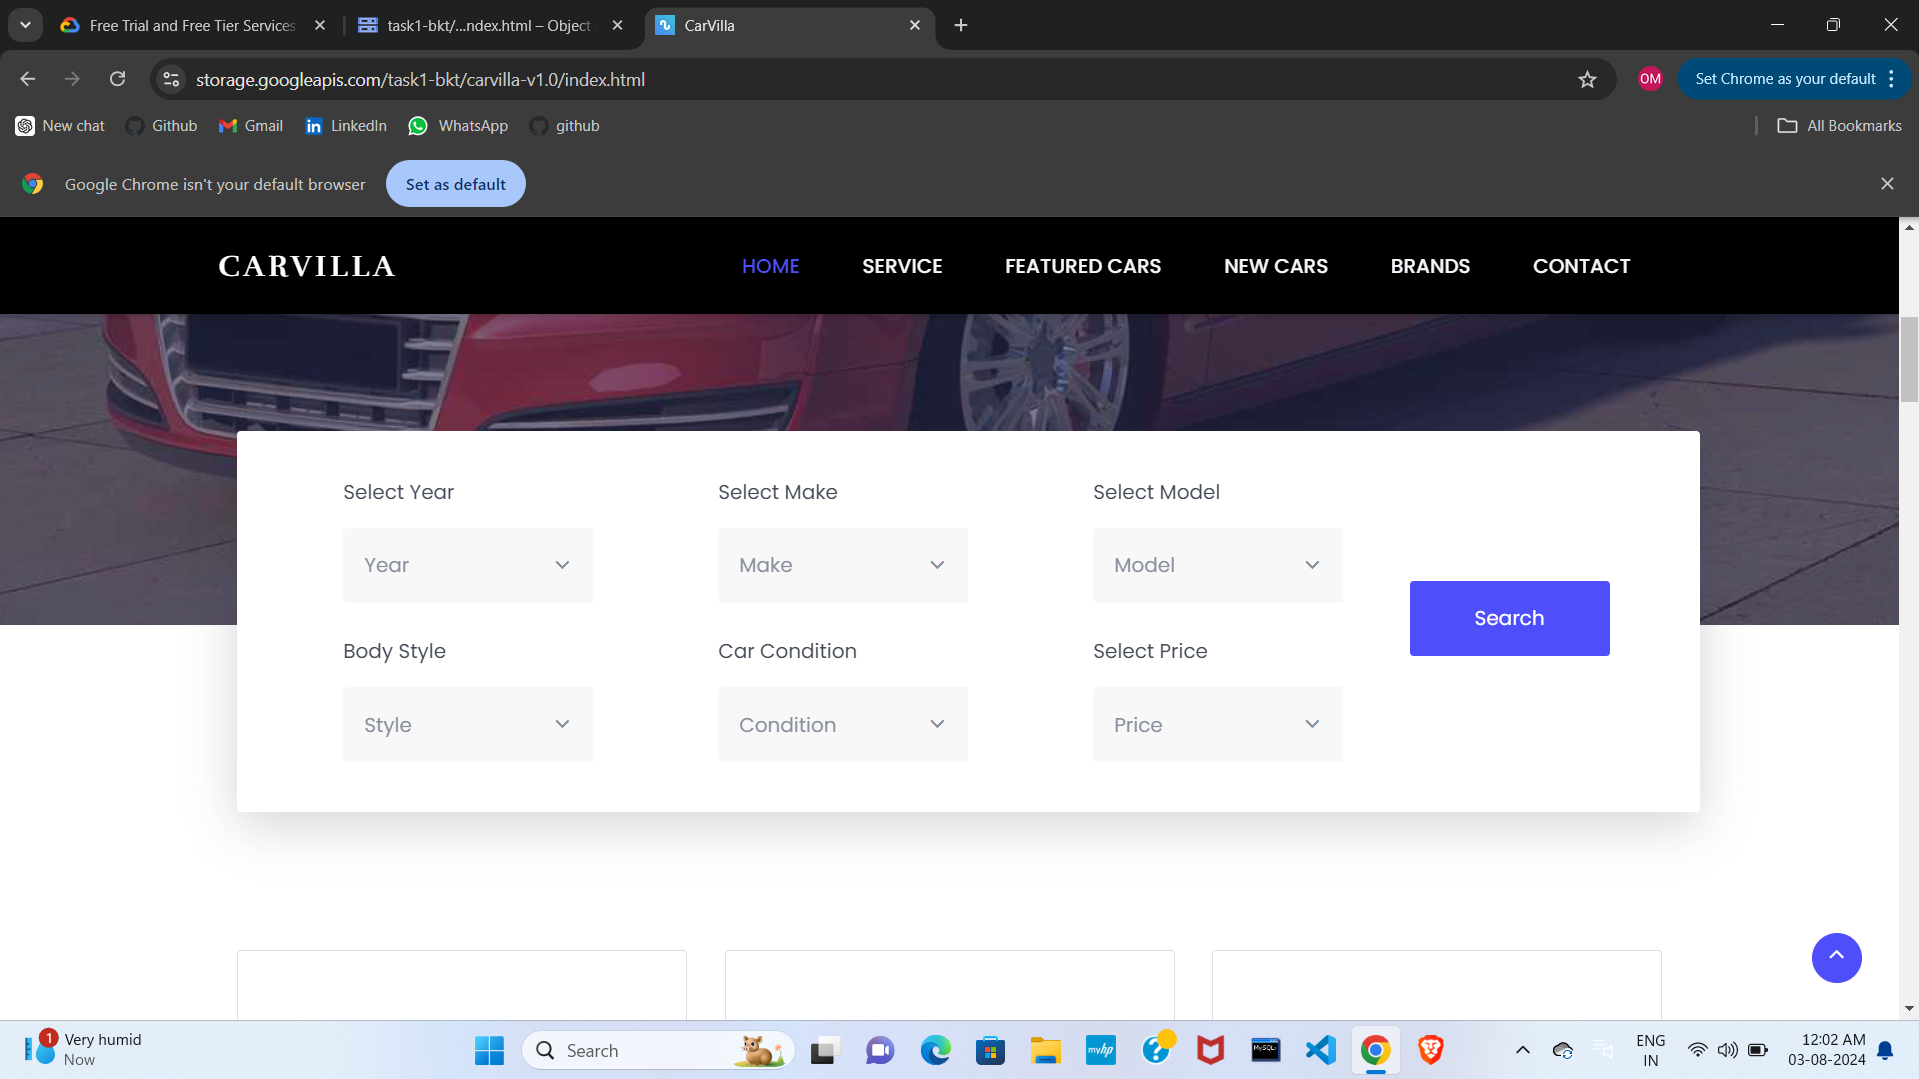 Free Trial and Free Tier Services
task1-bkt/...ndex.html – Object
CarVilla
storage.googleapis.com/task1-bkt/carvilla-v1.0/index.html
OM
Set Chrome as your default
New chat
Github
Gmail
LinkedIn
WhatsApp
github
All Bookmarks
Google Chrome isn't your default browser
Set as default
CARVILLA
HOME
SERVICE
FEATURED CARS
NEW CARS
BRANDS
CONTACT
Select Year
Select Make
Select Model
Year
Make
Model
Search
Body Style
Car Condition
Select Price
Style
Condition
Price
1
Very humid
Now
Search
myhp
MySQL
ENG
IN
12:02 AM
03-08-2024